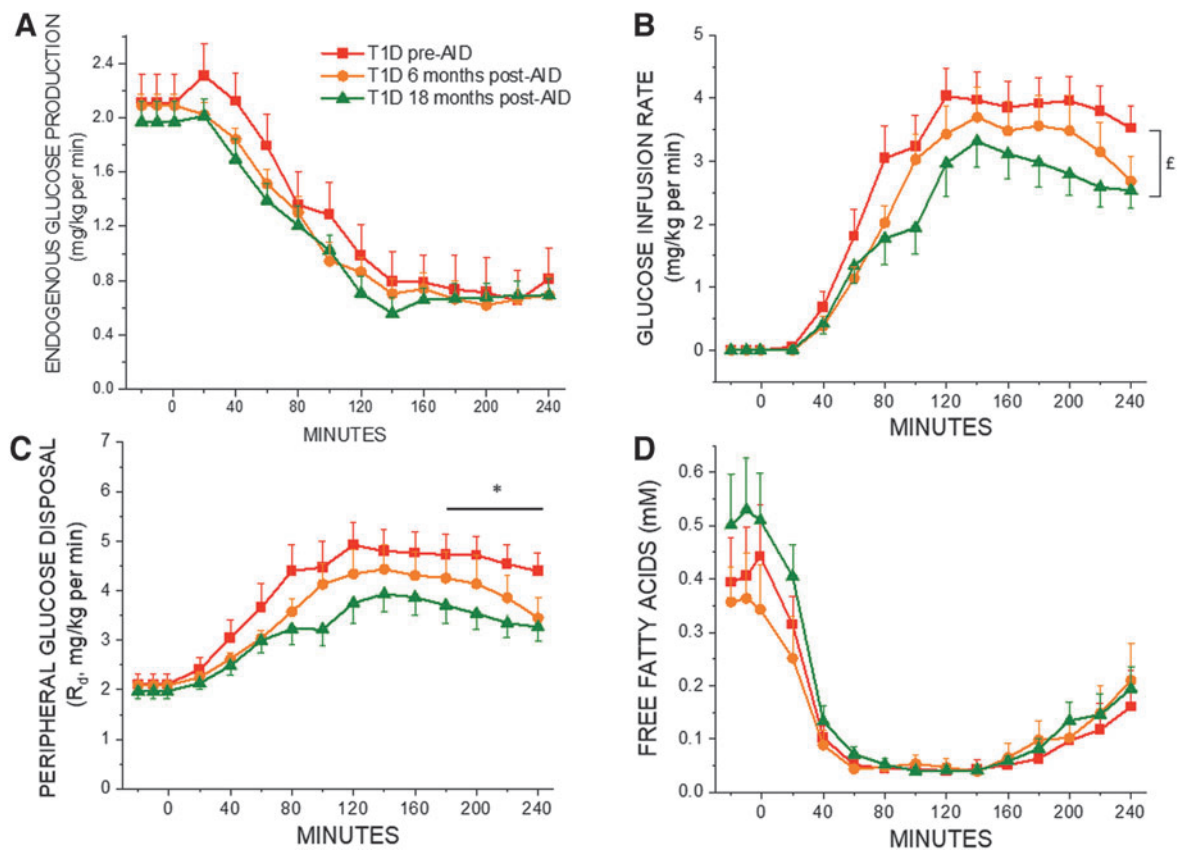 A
ENDOGENOUS GLUCOSE PRODUCTION
(mg/kg per min)
2.4
2.0
1.6
1.2
0.8
0.4
0.0
T1D pre-AID
T1D 6 months post-AID
T1D 18 months post-AID
0 40 80 120 160 200 240
MINUTES
B
GLUCOSE INFUSION RATE
(mg/kg per min)
5
4
3
2
1
0
£
0 40 80 120 160 200 240
MINUTES
C
PERIPHERAL GLUCOSE DISPOSAL
(Rd, mg/kg per min)
7
6
5
4
3
2
1
0
*
0 40 80 120 160 200 240
MINUTES
D
FREE FATTY ACIDS (mM)
0.6
0.5
0.4
0.3
0.2
0.1
0.0
0 40 80 120 160 200 240
MINUTES